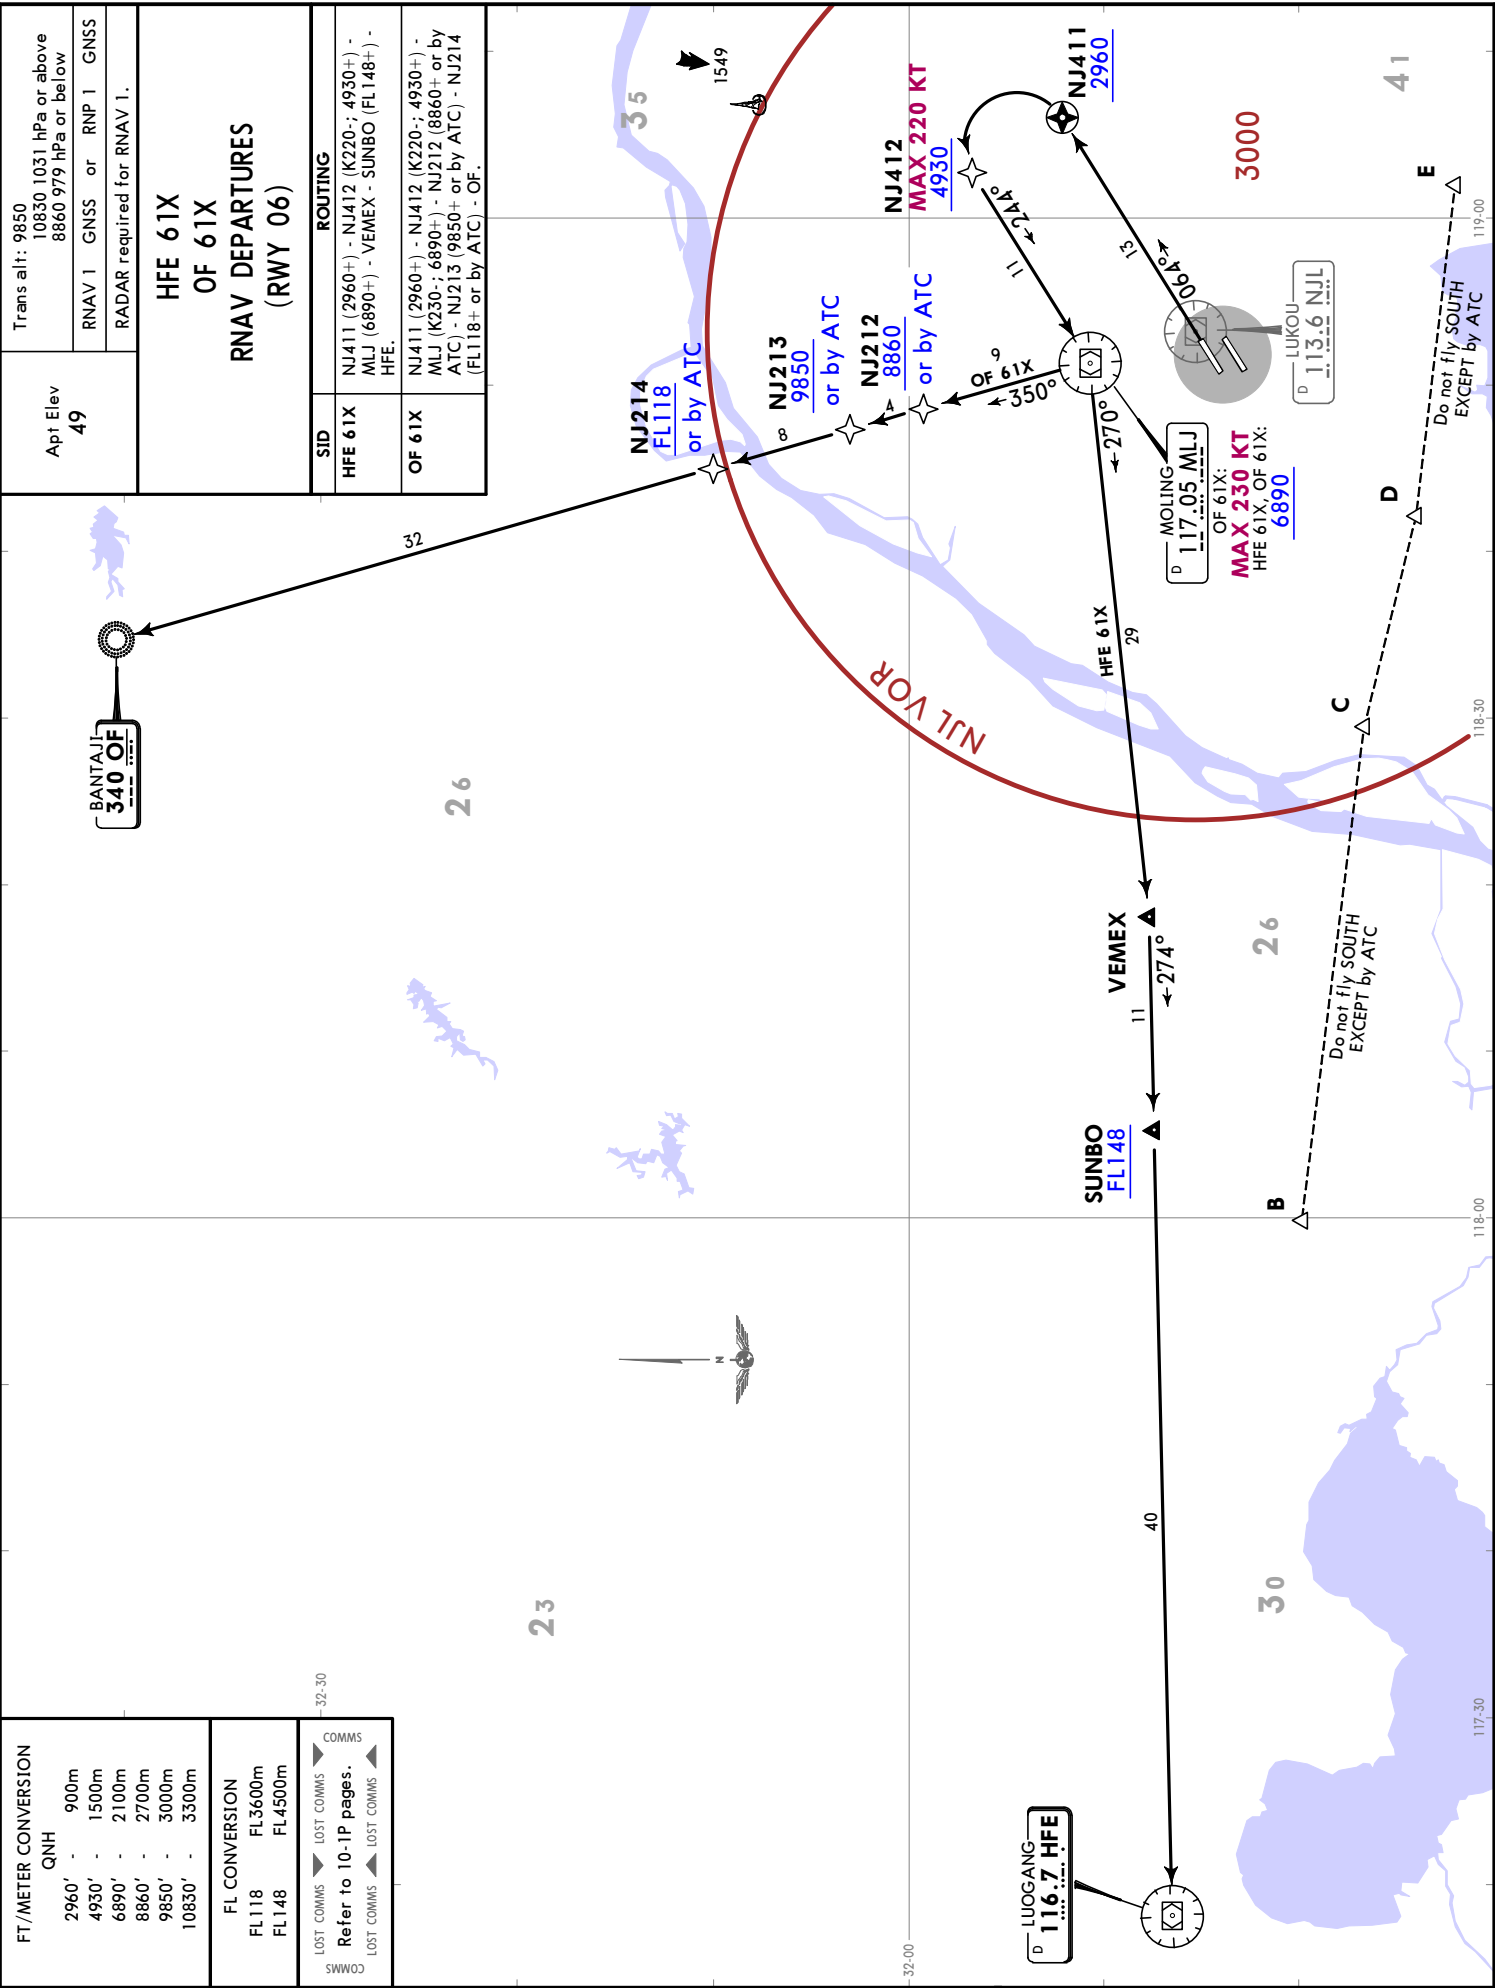 Apt Elev
49
Trans alt: 9850
10830 1031 hPa or above
8860 979 hPa or below
RNAV 1 GNSS or RNP 1 GNSS
RADAR required for RNAV 1.
HFE 61X
OF 61X
RNAV DEPARTURES
(RWY 06)
SID ROUTING
HFE 61X NJ411 (2960+) - NJ412 (K220-; 4930+) -
MLJ (6890+) - VEMEX - SUNBO (FL148+) -
HFE.
OF 61X NJ411 (2960+) - NJ412 (K220-; 4930+) -
MLJ (K230-; 6890+) - NJ212 (8860+ or by
ATC) - NJ213 (9850+ or by ATC) - NJ214
(FL118+ or by ATC) - OF.
FT/METER CONVERSION
QNH
2960' - 900m
4930' - 1500m
6890' - 2100m
8860' - 2700m
9850' - 3000m
10830' - 3300m
FL CONVERSION
FL118 FL3600m
FL148 FL4500m
LOST COMMS LOST COMMS COMMS
Refer to 10-1P pages.
COMMS LOST COMMS LOST COMMS
32-30
BANTAJI
340 OF
32
26
23
35
1549
NJ214
FL118
or by ATC
8
NJ213
9850
or by ATC
4
NJ212
8860
or by ATC
9
OF 61X
350°
NJ412
MAX 220 KT
4930
244°
11
NJ411
2960
13
064°
3000
41
NJL VOR
N
32-00
D
MOLING
117.05 MLJ
OF 61X:
MAX 230 KT
HFE 61X, OF 61X:
6890
D
LUKOU
113.6 NJL
270°
HFE 61X
29
VEMEX
274°
11
SUNBO
FL148
40
D
LUOGANG
116.7 HFE
26
30
B
C
D
E
Do not fly SOUTH
EXCEPT by ATC
Do not fly SOUTH
EXCEPT by ATC
117-30
118-00
118-30
119-00